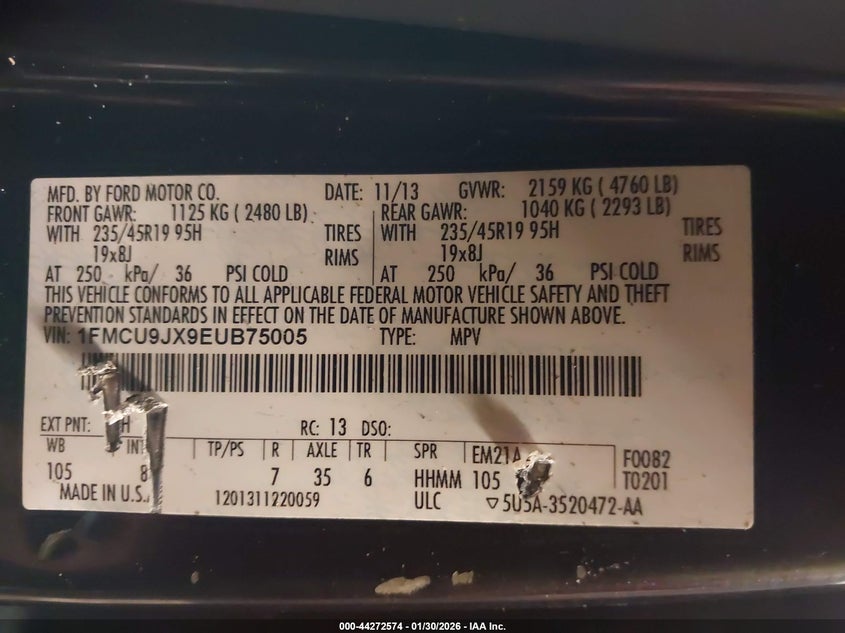 MFD. BY FORD MOTOR CO. DATE: 11/13 GVWR: 2159 KG ( 4760 LB)
FRONT GAWR: 1125 KG ( 2480 LB) REAR GAWR: 1040 KG ( 2293 LB)
WITH 235/45R19 95H TIRES WITH 235/45R19 95H TIRES
19x8J RIMS 19x8J RIMS
AT 250 kPa/ 36 PSI COLD AT 250 kPa/ 36 PSI COLD
THIS VEHICLE CONFORMS TO ALL APPLICABLE FEDERAL MOTOR VEHICLE SAFETY AND THEFT
PREVENTION STANDARDS IN EFFECT ON THE DATE OF MANUFACTURE SHOWN ABOVE.
VIN: 1FMCU9JX9EUB75005 TYPE: MPV
EXT PNT: RC: 13 DSO:
WB TP/PS R AXLE TR SPR EM21A F0082
105 7 35 6 HHMM 105 T0201
MADE IN U.S. 1201311220059 ULC ▽5U5A-3520472-AA
000-44272574 - 01/30/2026 - IAA Inc.